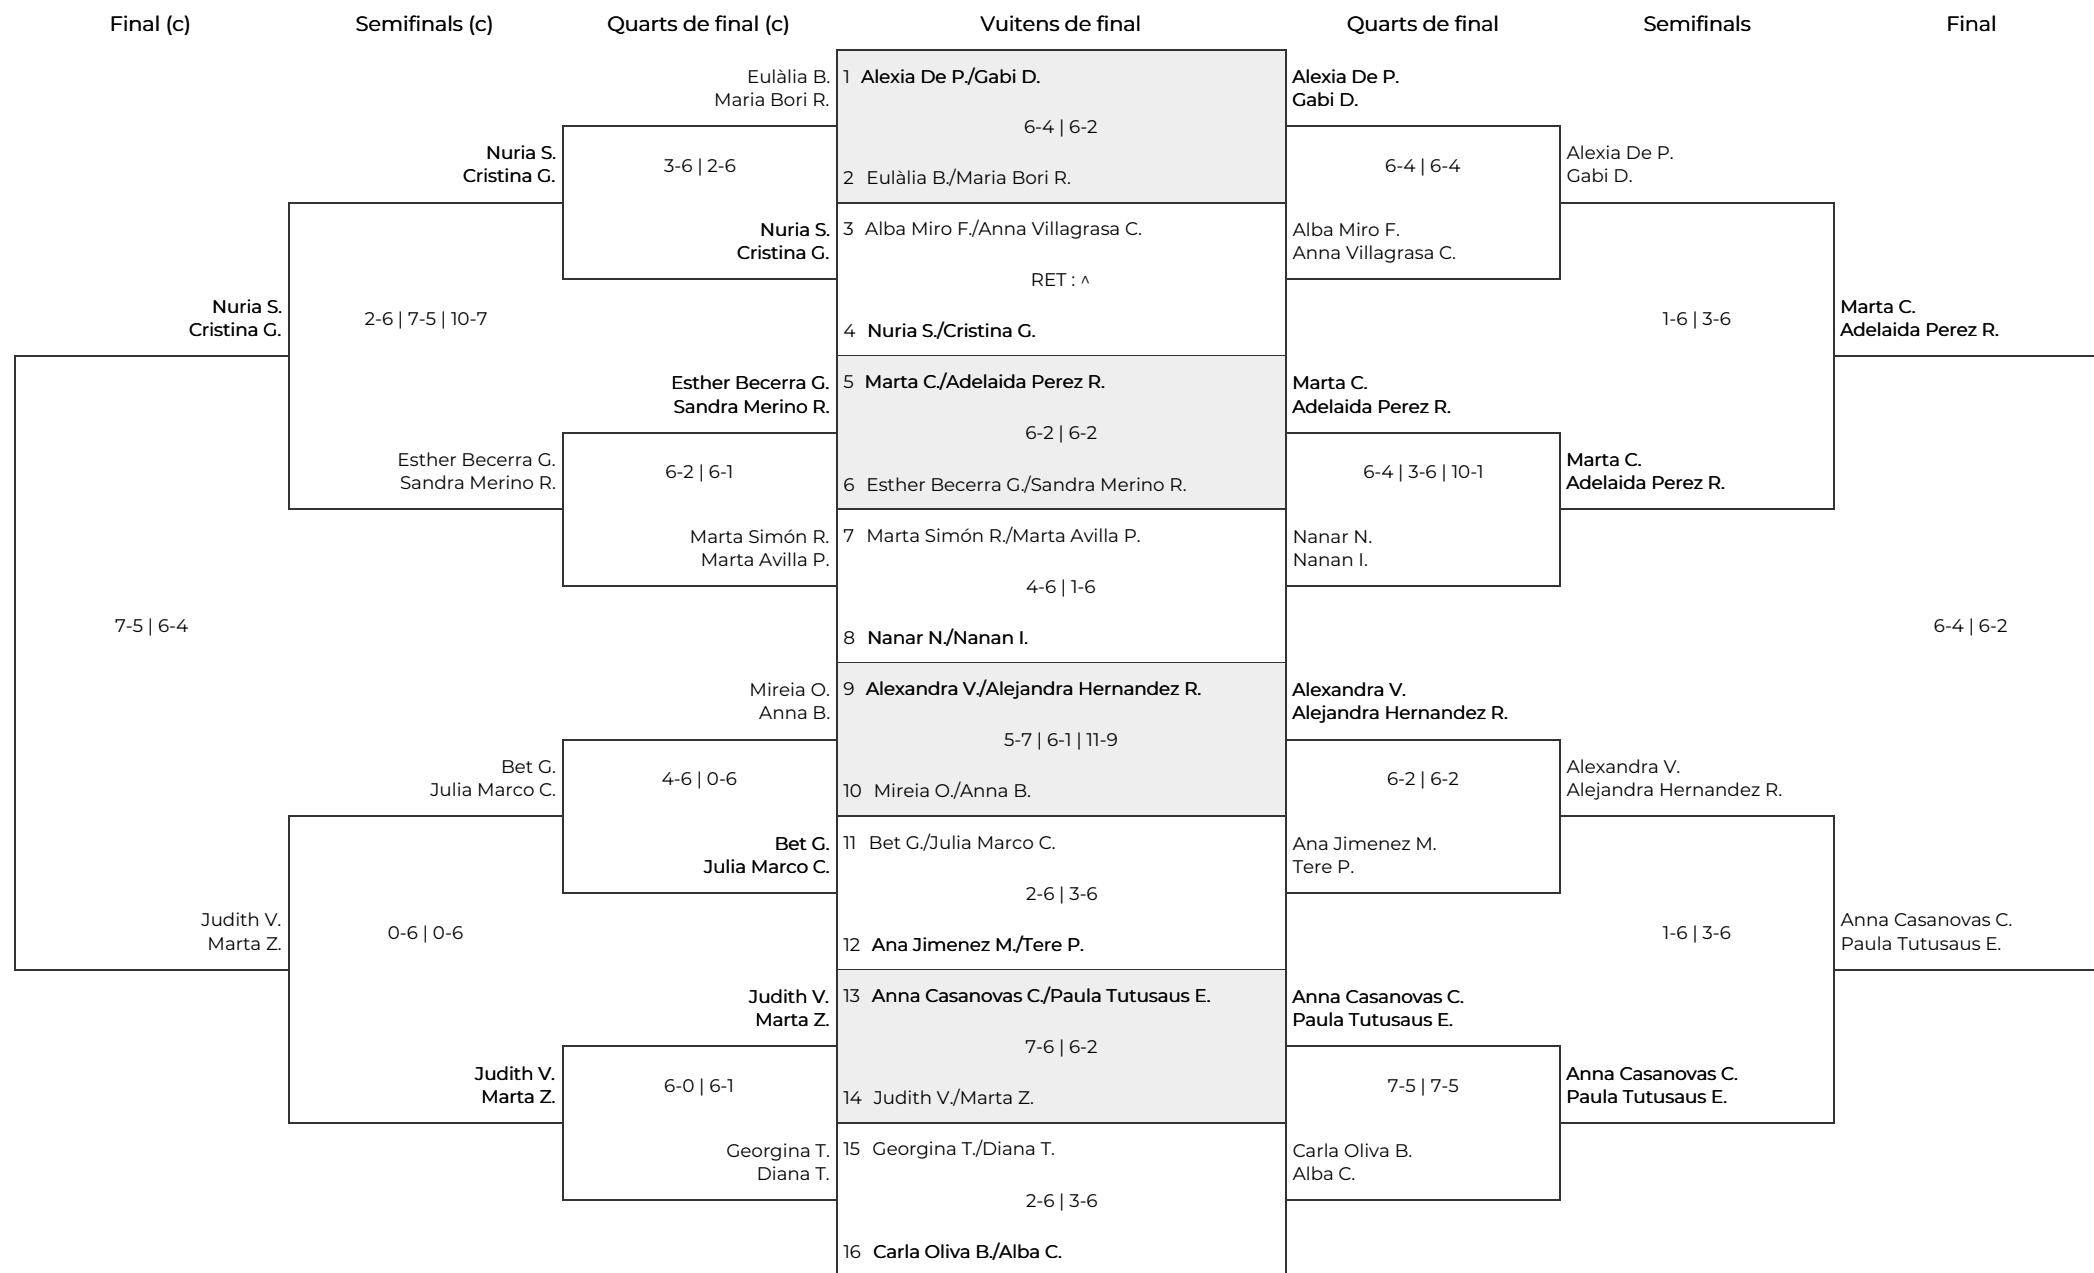 Final (c)
Semifinals (c)
Quarts de final (c)
Vuitens de final
Quarts de final
Semifinals
Final
Nuria S.
Cristina G.
7-5 | 6-4
Judith V.
Marta Z.
Nuria S.
Cristina G.
2-6 | 7-5 | 10-7
Esther Becerra G.
Sandra Merino R.
Bet G.
Julia Marco C.
0-6 | 0-6
Judith V.
Marta Z.
Eulàlia B.
Maria Bori R.
3-6 | 2-6
Nuria S.
Cristina G.
Esther Becerra G.
Sandra Merino R.
6-2 | 6-1
Marta Simón R.
Marta Avilla P.
Mireia O.
Anna B.
4-6 | 0-6
Bet G.
Julia Marco C.
Judith V.
Marta Z.
6-0 | 6-1
Georgina T.
Diana T.
1 Alexia De P./Gabi D.
6-4 | 6-2
2 Eulàlia B./Maria Bori R.
3 Alba Miro F./Anna Villagrasa C.
RET : ^
4 Nuria S./Cristina G.
5 Marta C./Adelaida Perez R.
6-2 | 6-2
6 Esther Becerra G./Sandra Merino R.
7 Marta Simón R./Marta Avilla P.
4-6 | 1-6
8 Nanar N./Nanan I.
9 Alexandra V./Alejandra Hernandez R.
5-7 | 6-1 | 11-9
10 Mireia O./Anna B.
11 Bet G./Julia Marco C.
2-6 | 3-6
12 Ana Jimenez M./Tere P.
13 Anna Casanovas C./Paula Tutusaus E.
7-6 | 6-2
14 Judith V./Marta Z.
15 Georgina T./Diana T.
2-6 | 3-6
16 Carla Oliva B./Alba C.
Alexia De P.
Gabi D.
6-4 | 6-4
Alba Miro F.
Anna Villagrasa C.
Marta C.
Adelaida Perez R.
6-4 | 3-6 | 10-1
Nanar N.
Nanan I.
Alexandra V.
Alejandra Hernandez R.
6-2 | 6-2
Ana Jimenez M.
Tere P.
Anna Casanovas C.
Paula Tutusaus E.
7-5 | 7-5
Carla Oliva B.
Alba C.
Alexia De P.
Gabi D.
1-6 | 3-6
Marta C.
Adelaida Perez R.
Alexandra V.
Alejandra Hernandez R.
1-6 | 3-6
Anna Casanovas C.
Paula Tutusaus E.
Marta C.
Adelaida Perez R.
6-4 | 6-2
Anna Casanovas C.
Paula Tutusaus E.